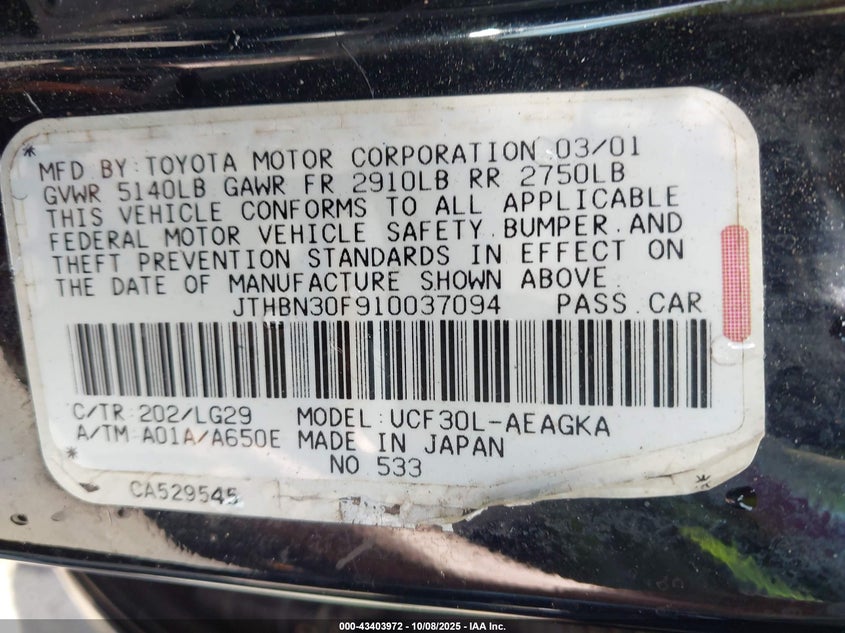 MFD BY: TOYOTA MOTOR CORPORATION 03/01
GVWR 5140LB GAWR FR 2910LB RR 2750LB
THIS VEHICLE CONFORMS TO ALL APPLICABLE
FEDERAL MOTOR VEHICLE SAFETY.BUMPER.AND
THEFT PREVENTION STANDARDS IN EFFECT ON
THE DATE OF MANUFACTURE SHOWN ABOVE.
JTHBN30F910037094 PASS.CAR
C/TR:202/LG29 MODEL:UCF30L-AEAGKA
A/TM:A01A/A650E MADE IN JAPAN
NO 533
CA529545
000-43403972 - 10/08/2025 - IAA Inc.